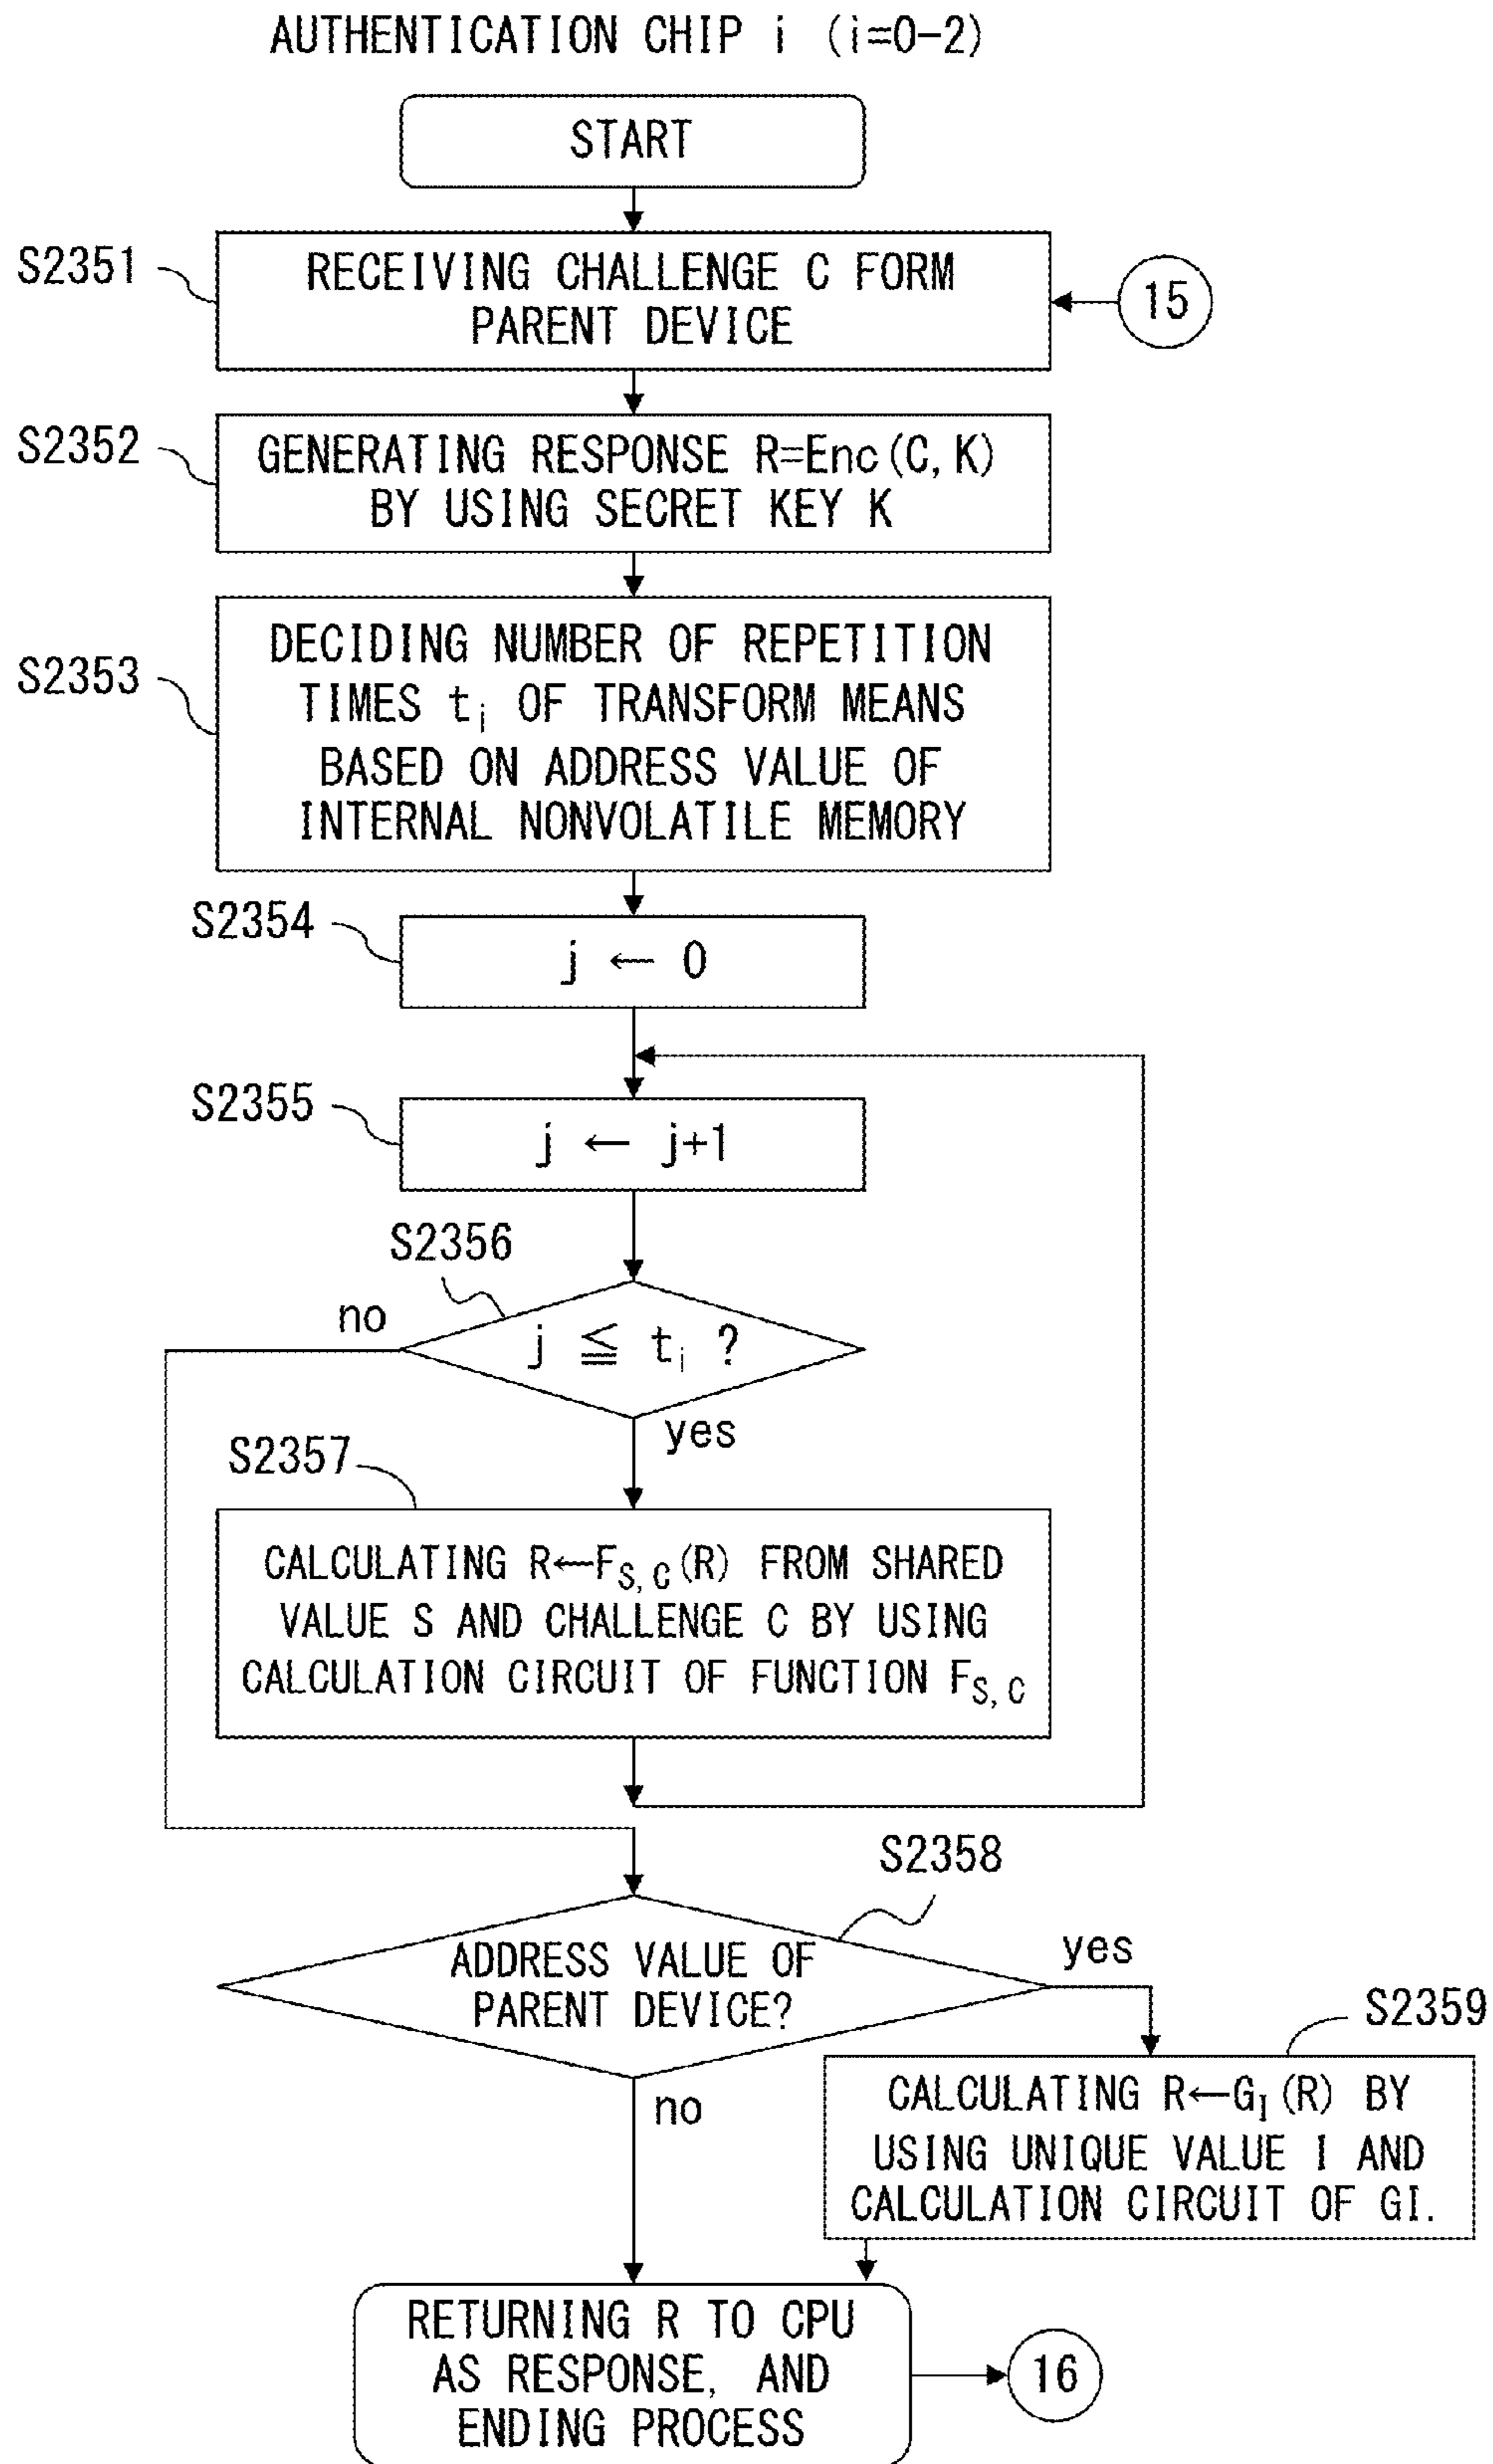 AUTHENTICATION CHIP i (i=0-2)
START
S2351
RECEIVING CHALLENGE C FORM
PARENT DEVICE
15
S2352
GENERATING RESPONSE R=Enc(C,K)
BY USING SECRET KEY K
S2353
DECIDING NUMBER OF REPETITION
TIMES tᵢ OF TRANSFORM MEANS
BASED ON ADDRESS VALUE OF
INTERNAL NONVOLATILE MEMORY
S2354
j ← 0
S2355
j ← j+1
S2356
no
j ≦ tᵢ ?
yes
S2357
CALCULATING R←F_S,C(R) FROM SHARED
VALUE S AND CHALLENGE C BY USING
CALCULATION CIRCUIT OF FUNCTION F_S,C
S2358
ADDRESS VALUE OF
PARENT DEVICE?
yes
S2359
no
CALCULATING R←G_I(R) BY
USING UNIQUE VALUE I AND
CALCULATION CIRCUIT OF GI.
RETURNING R TO CPU
AS RESPONSE, AND
ENDING PROCESS
16